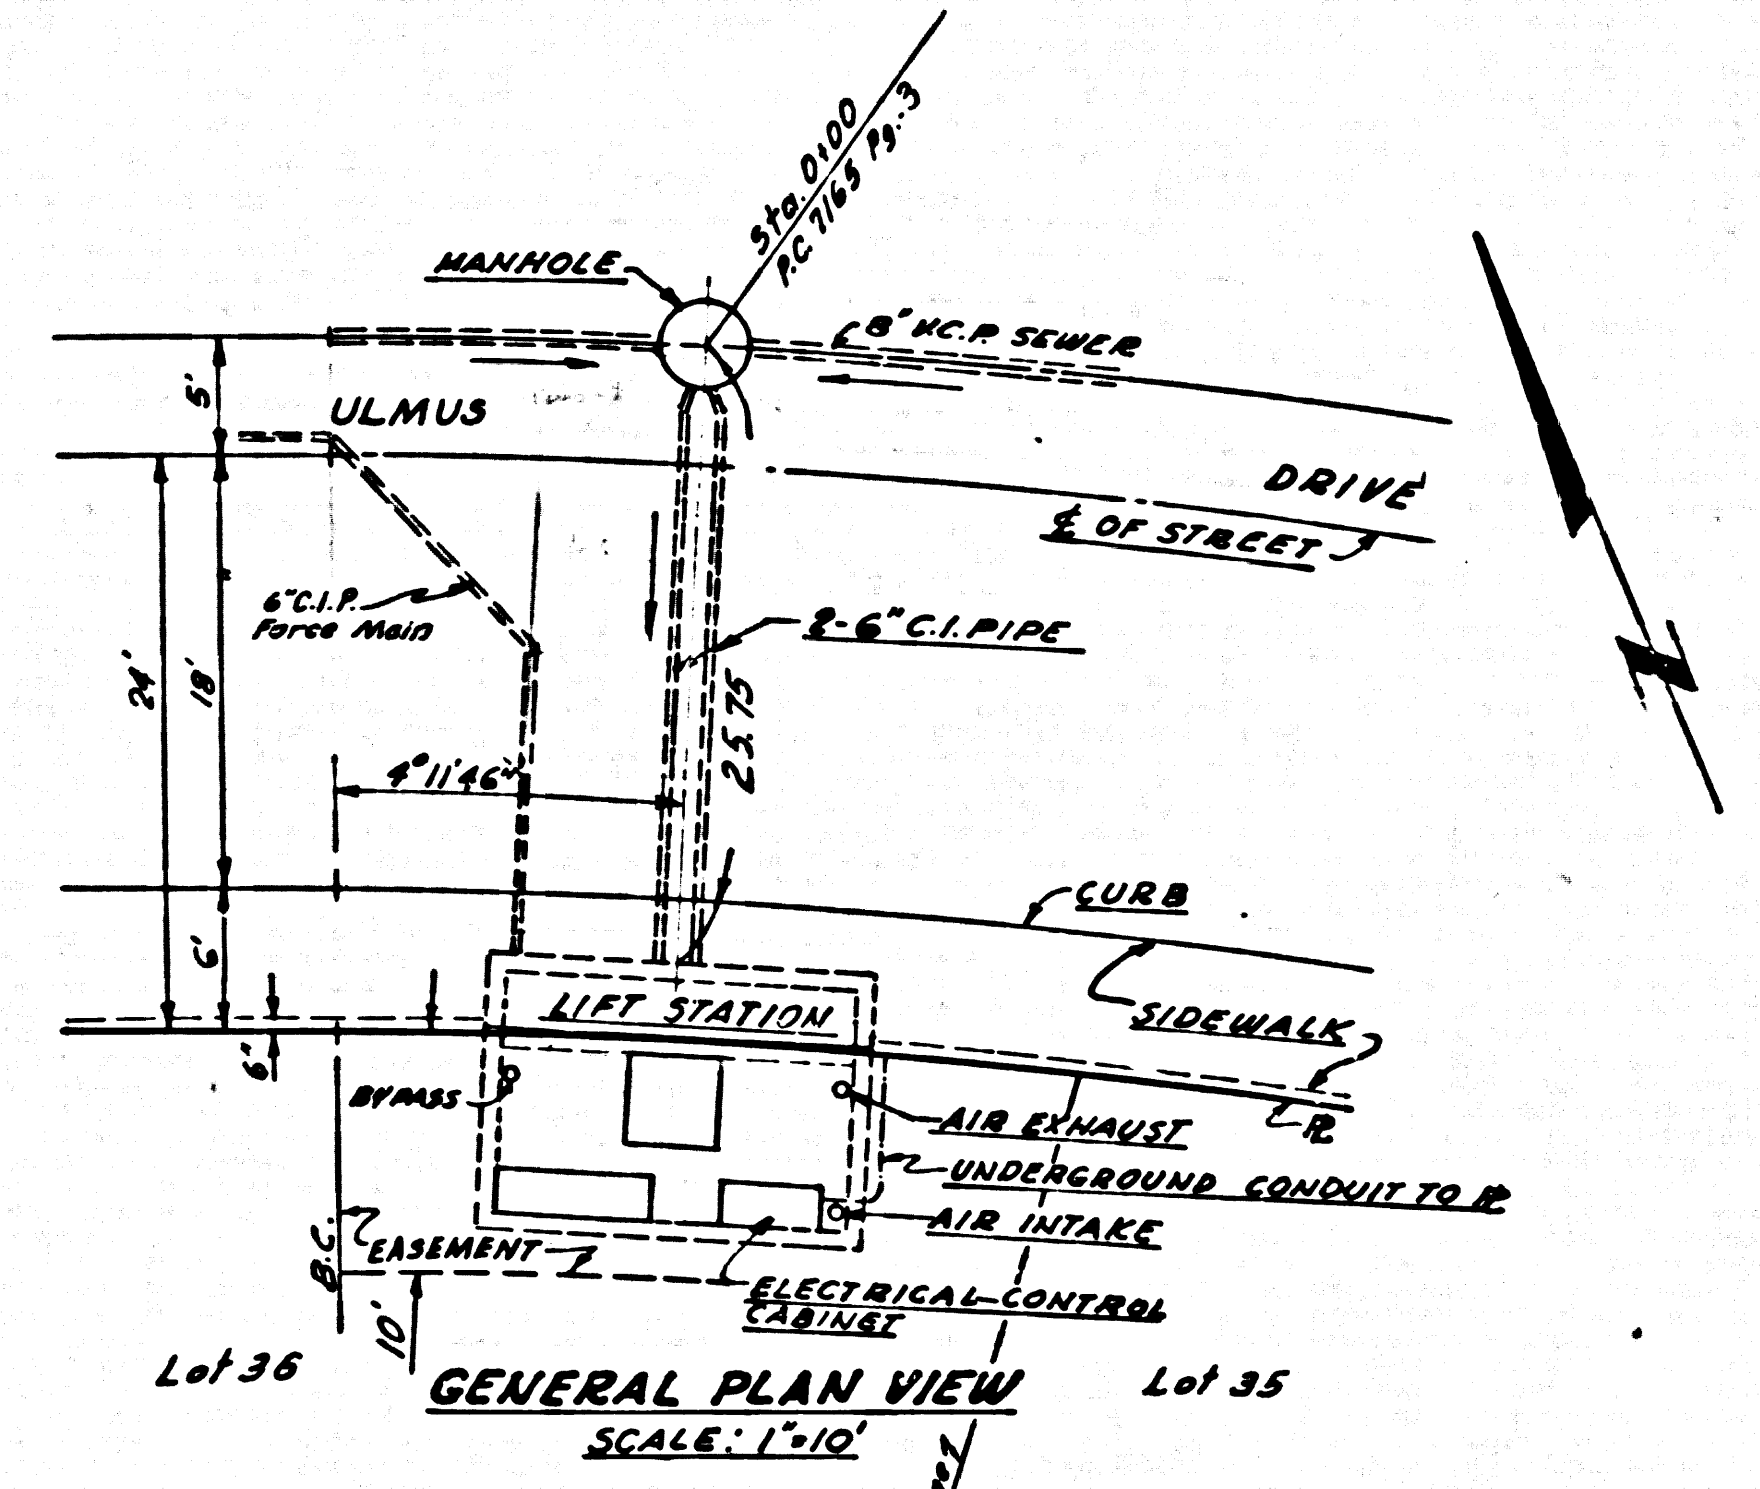 Sta. 0+00
P.C. 7165 Pg. 3
MANHOLE
8" V.C.P. SEWER
5'
ULMUS
DRIVE
℄ OF STREET
6" C.I.P.
Force Main
2-6" C.I. PIPE
24'
18'
25.75
4°11'46"
CURB
6'
LIFT STATION
SIDEWALK
6"
BYPASS
AIR EXHAUST
PL
UNDERGROUND CONDUIT TO PL
AIR INTAKE
B.C.
EASEMENT
ELECTRICAL CONTROL
CABINET
10'
Lot 36
GENERAL PLAN VIEW
Lot 35
SCALE: 1"=10'